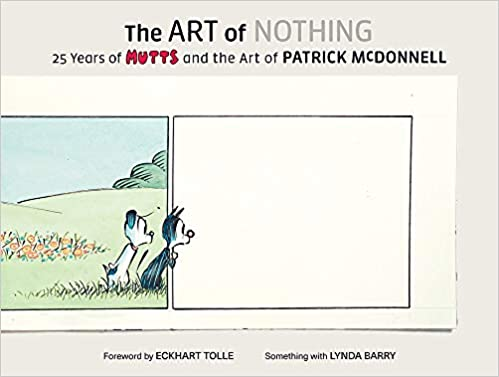 The ART of NOTHING
25 Years of MUTTS and the Art of PATRICK McDONNELL
Foreword by ECKHART TOLLE Something with LYNDA BARRY